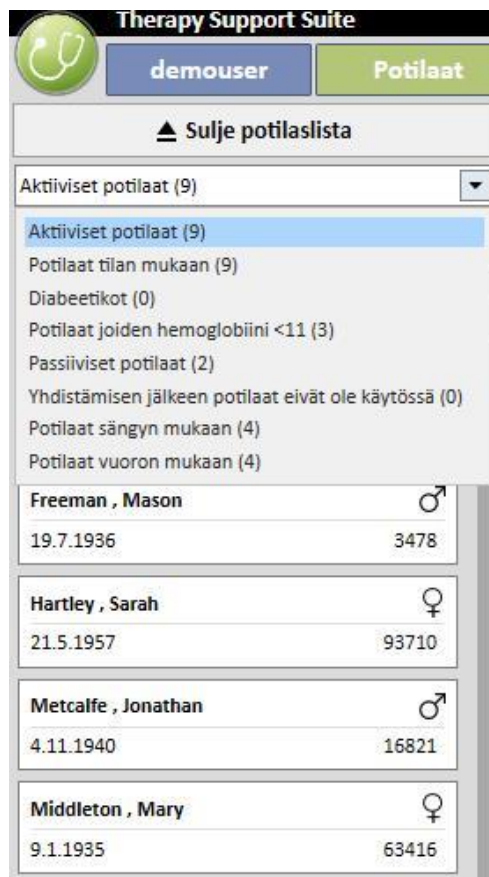 Therapy Support Suite
demouser Potilaat
Sulje potilaslista
Aktiiviset potilaat (9)
Aktiiviset potilaat (9)
Potilaat tilan mukaan (9)
Diabeetikot (0)
Potilaat joiden hemoglobiini <11 (3)
Passiiviset potilaat (2)
Yhdistämisen jälkeen potilaat eivät ole käytössä (0)
Potilaat sängyn mukaan (4)
Potilaat vuoron mukaan (4)
Freeman , Mason
19.7.1936 3478
Hartley , Sarah
21.5.1957 93710
Metcalfe , Jonathan
4.11.1940 16821
Middleton , Mary
9.1.1935 63416